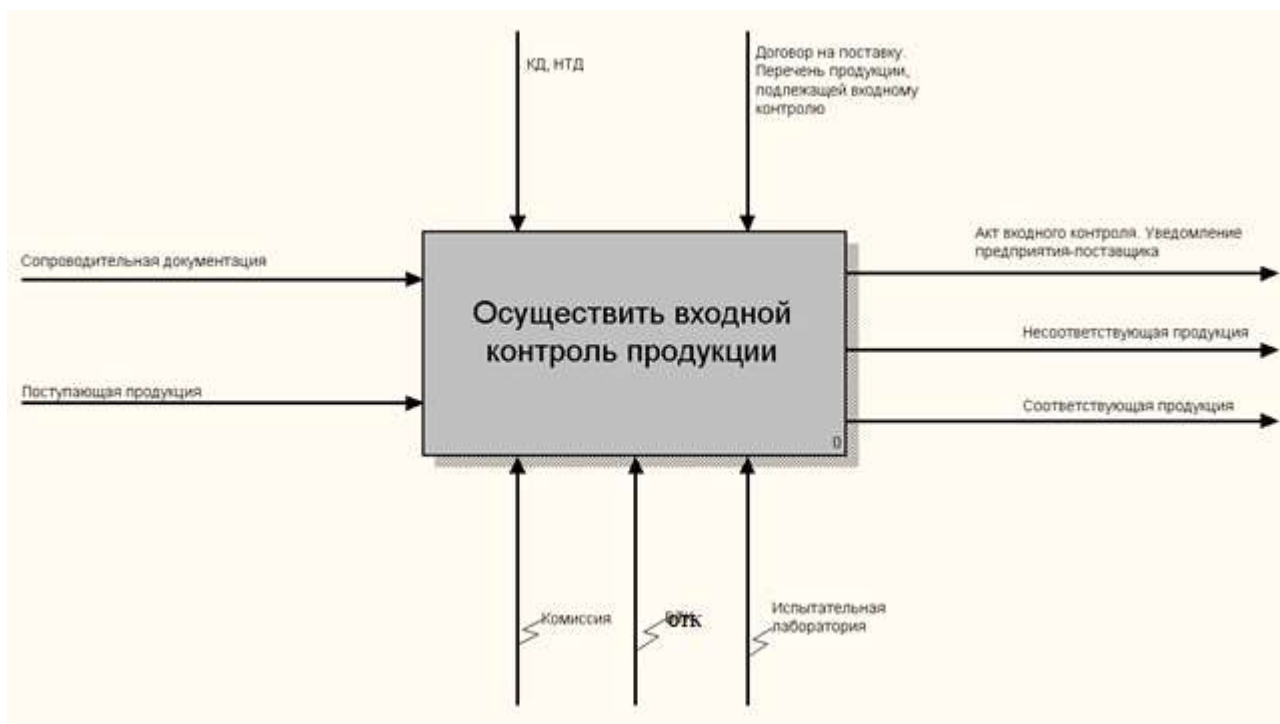 КД, НТД
Договор на поставку.
Перечень продукции,
подлежащей входному
контролю
Сопроводительная документация
Поступающая продукция
Осуществить входной
контроль продукции
0
Акт входного контроля. Уведомление
предприятия-поставщика
Несоответствующая продукция
Соответствующая продукция
Комиссия
ОТК
Испытательная
лаборатория